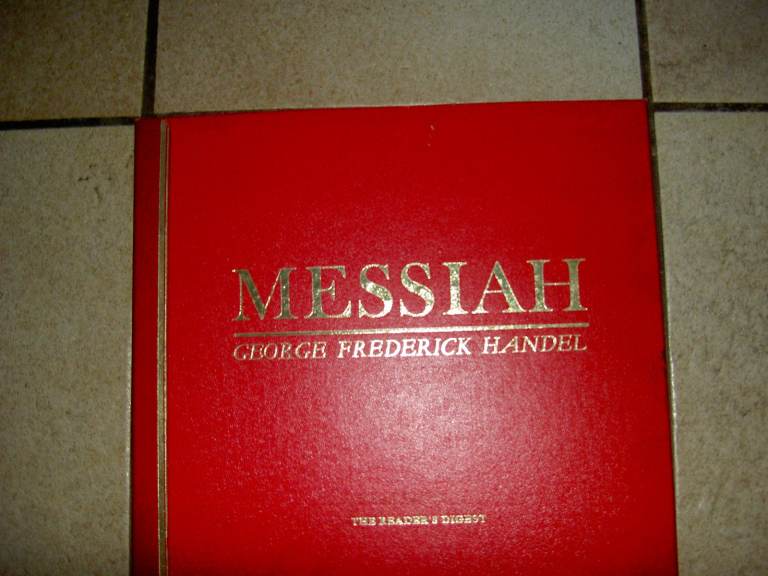 MESSIAH
GEORGE FREDERICK HANDEL
THE READER'S DIGEST